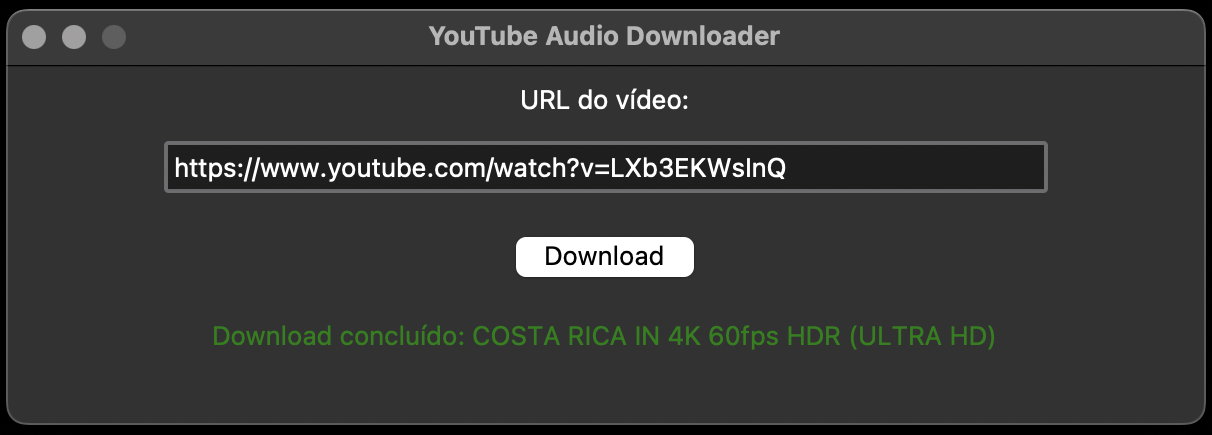 YouTube Audio Downloader
URL do vídeo:
https://www.youtube.com/watch?v=LXb3EKWsInQ
Download
Download concluído: COSTA RICA IN 4K 60fps HDR (ULTRA HD)